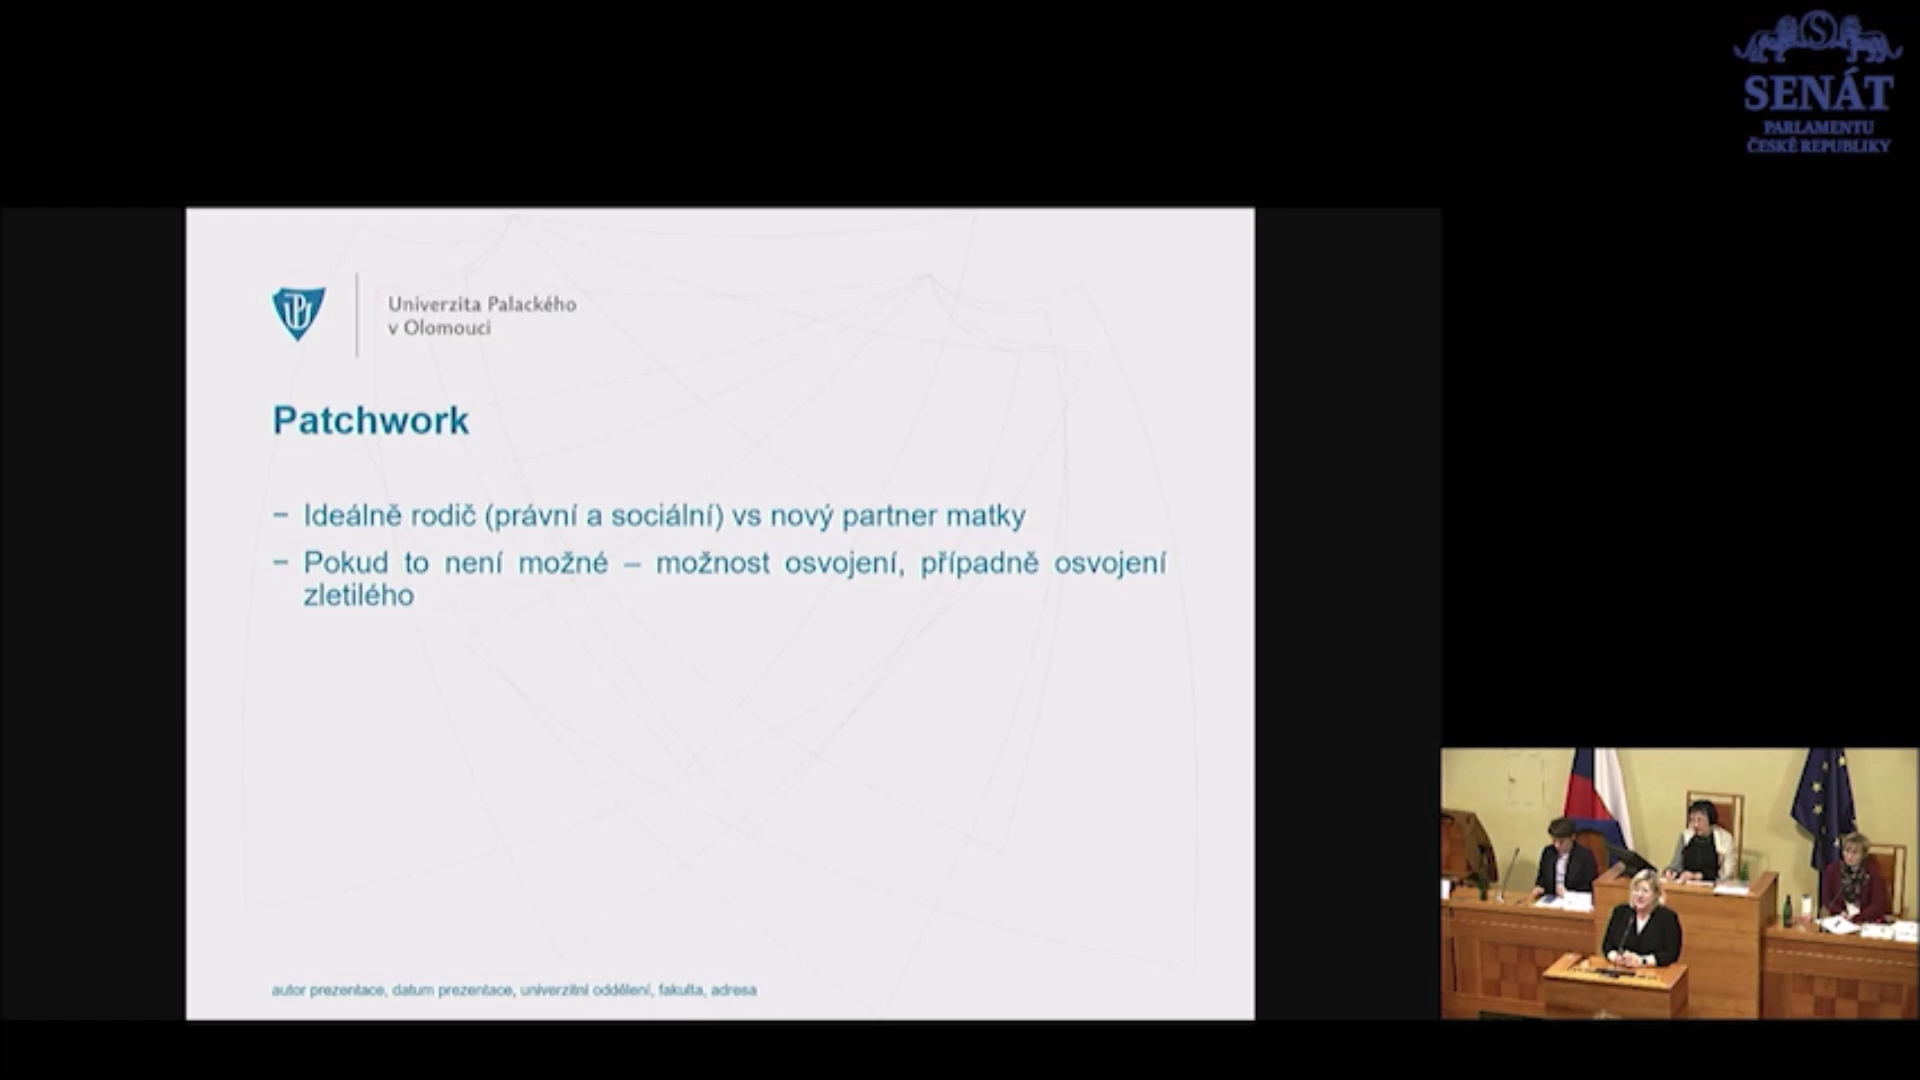 SENÁT
PARLAMENTU
ČESKÉ REPUBLIKY
Univerzita Palackého
v Olomouci
Patchwork
− Ideálně rodič (právní a sociální) vs nový partner matky
− Pokud to není možné – možnost osvojení, případně osvojení
zletilého
autor prezentace, datum prezentace, univerzitní oddělení, fakulta, adresa